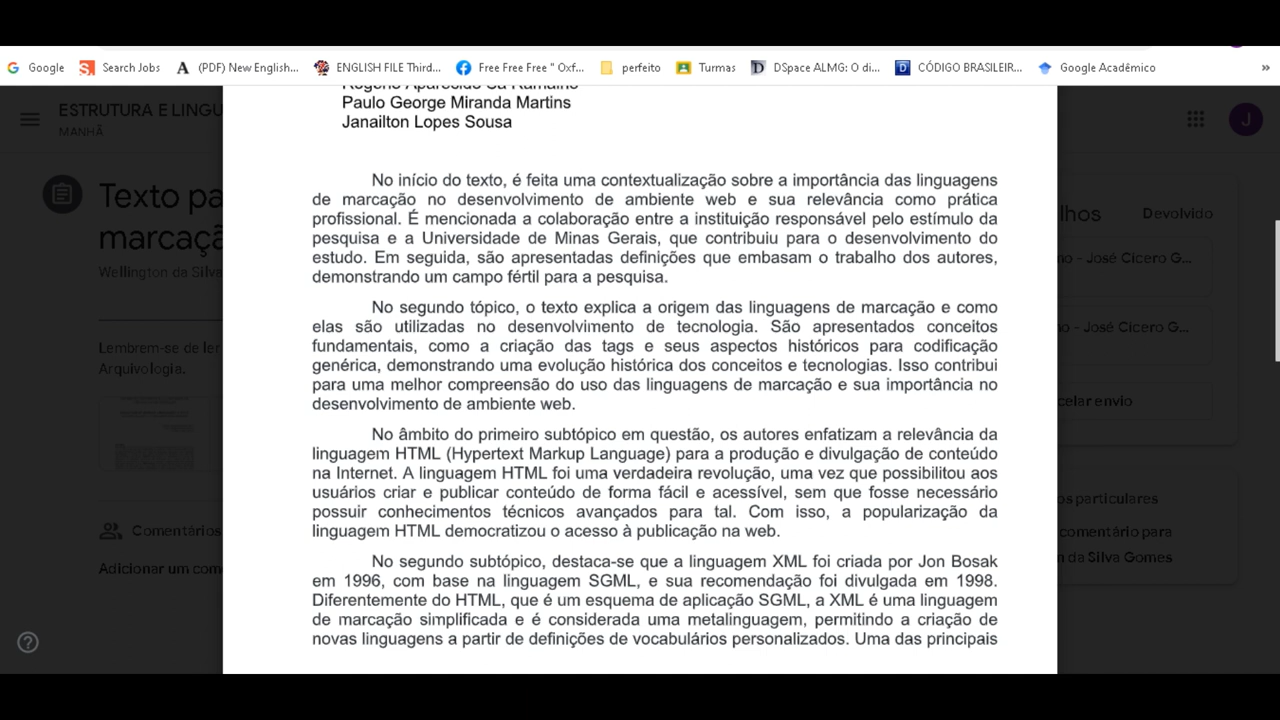 Google Search Jobs (PDF) New English... ENGLISH FILE Third... Free Free Free " Oxf... perfeito Turmas DSpace ALMG: O di... CÓDIGO BRASILEIR... Google Acadêmico »
ESTRUTURA E LINGU
MANHÃ
J
Rogério Aparecido Sá Ramalho
Paulo George Miranda Martins
Janailton Lopes Sousa
Texto pa
marcaçã
Wellington da Silva
lhos Devolvido
no - José Cícero G...
no - José Cícero G...
celar envio
Lembrem-se de ler
Arquivologia.
Comentários
Adicionar um com
os particulares
comentário para
n da Silva Gomes
No início do texto, é feita uma contextualização sobre a importância das linguagens
de marcação no desenvolvimento de ambiente web e sua relevância como prática
profissional. É mencionada a colaboração entre a instituição responsável pelo estímulo da
pesquisa e a Universidade de Minas Gerais, que contribuiu para o desenvolvimento do
estudo. Em seguida, são apresentadas definições que embasam o trabalho dos autores,
demonstrando um campo fértil para a pesquisa.
No segundo tópico, o texto explica a origem das linguagens de marcação e como
elas são utilizadas no desenvolvimento de tecnologia. São apresentados conceitos
fundamentais, como a criação das tags e seus aspectos históricos para codificação
genérica, demonstrando uma evolução histórica dos conceitos e tecnologias. Isso contribui
para uma melhor compreensão do uso das linguagens de marcação e sua importância no
desenvolvimento de ambiente web.
No âmbito do primeiro subtópico em questão, os autores enfatizam a relevância da
linguagem HTML (Hypertext Markup Language) para a produção e divulgação de conteúdo
na Internet. A linguagem HTML foi uma verdadeira revolução, uma vez que possibilitou aos
usuários criar e publicar conteúdo de forma fácil e acessível, sem que fosse necessário
possuir conhecimentos técnicos avançados para tal. Com isso, a popularização da
linguagem HTML democratizou o acesso à publicação na web.
No segundo subtópico, destaca-se que a linguagem XML foi criada por Jon Bosak
em 1996, com base na linguagem SGML, e sua recomendação foi divulgada em 1998.
Diferentemente do HTML, que é um esquema de aplicação SGML, a XML é uma linguagem
de marcação simplificada e é considerada uma metalinguagem, permitindo a criação de
novas linguagens a partir de definições de vocabulários personalizados. Uma das principais